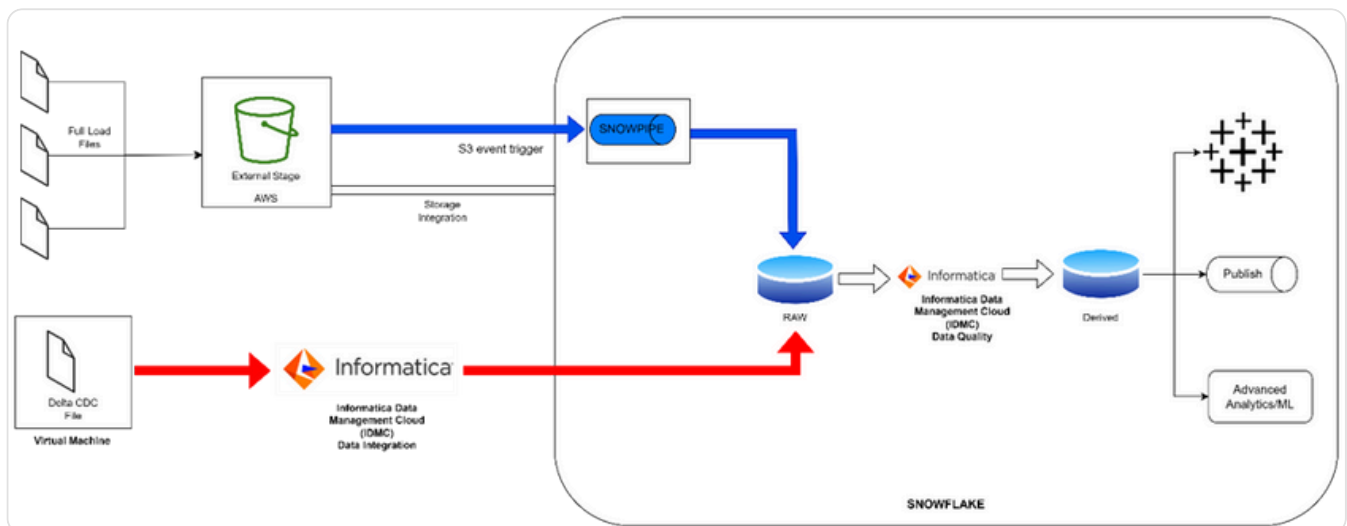 Full Load
Files
External Stage
AWS
S3 event trigger
Storage
Integration
SNOWPIPE
RAW
Informatica
Informatica Data
Management Cloud
(IDMC)
Data Quality
Derived
Publish
Advanced
Analytics/ML
Delta CDC
File
Virtual Machine
Informatica
Informatica Data
Management Cloud
(IDMC)
Data Integration
SNOWFLAKE